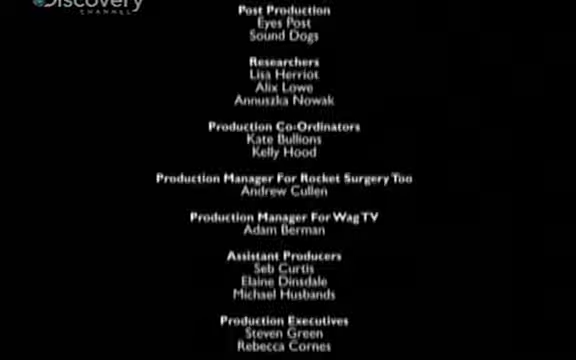 Discovery
CHANNEL
Post Production
Eyes Post
Sound Dogs
Researchers
Lisa Herriot
Alix Lowe
Annuszka Nowak
Production Co-Ordinators
Kate Bullions
Kelly Hood
Production Manager For Rocket Surgery Too
Andrew Cullen
Production Manager For Wag TV
Adam Berman
Assistant Producers
Seb Curtis
Elaine Dinsdale
Michael Husbands
Production Executives
Steven Green
Rebecca Cornes